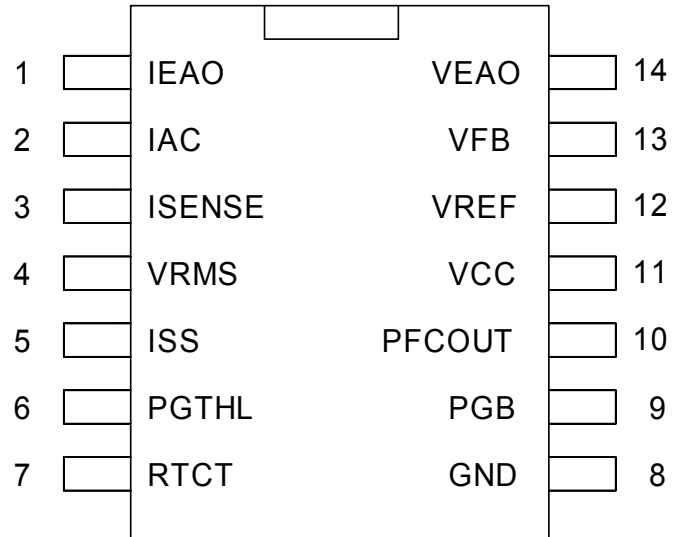 1 IEAO VEAO 14
2 IAC VFB 13
3 ISENSE VREF 12
4 VRMS VCC 11
5 ISS PFCOUT 10
6 PGTHL PGB 9
7 RTCT GND 8